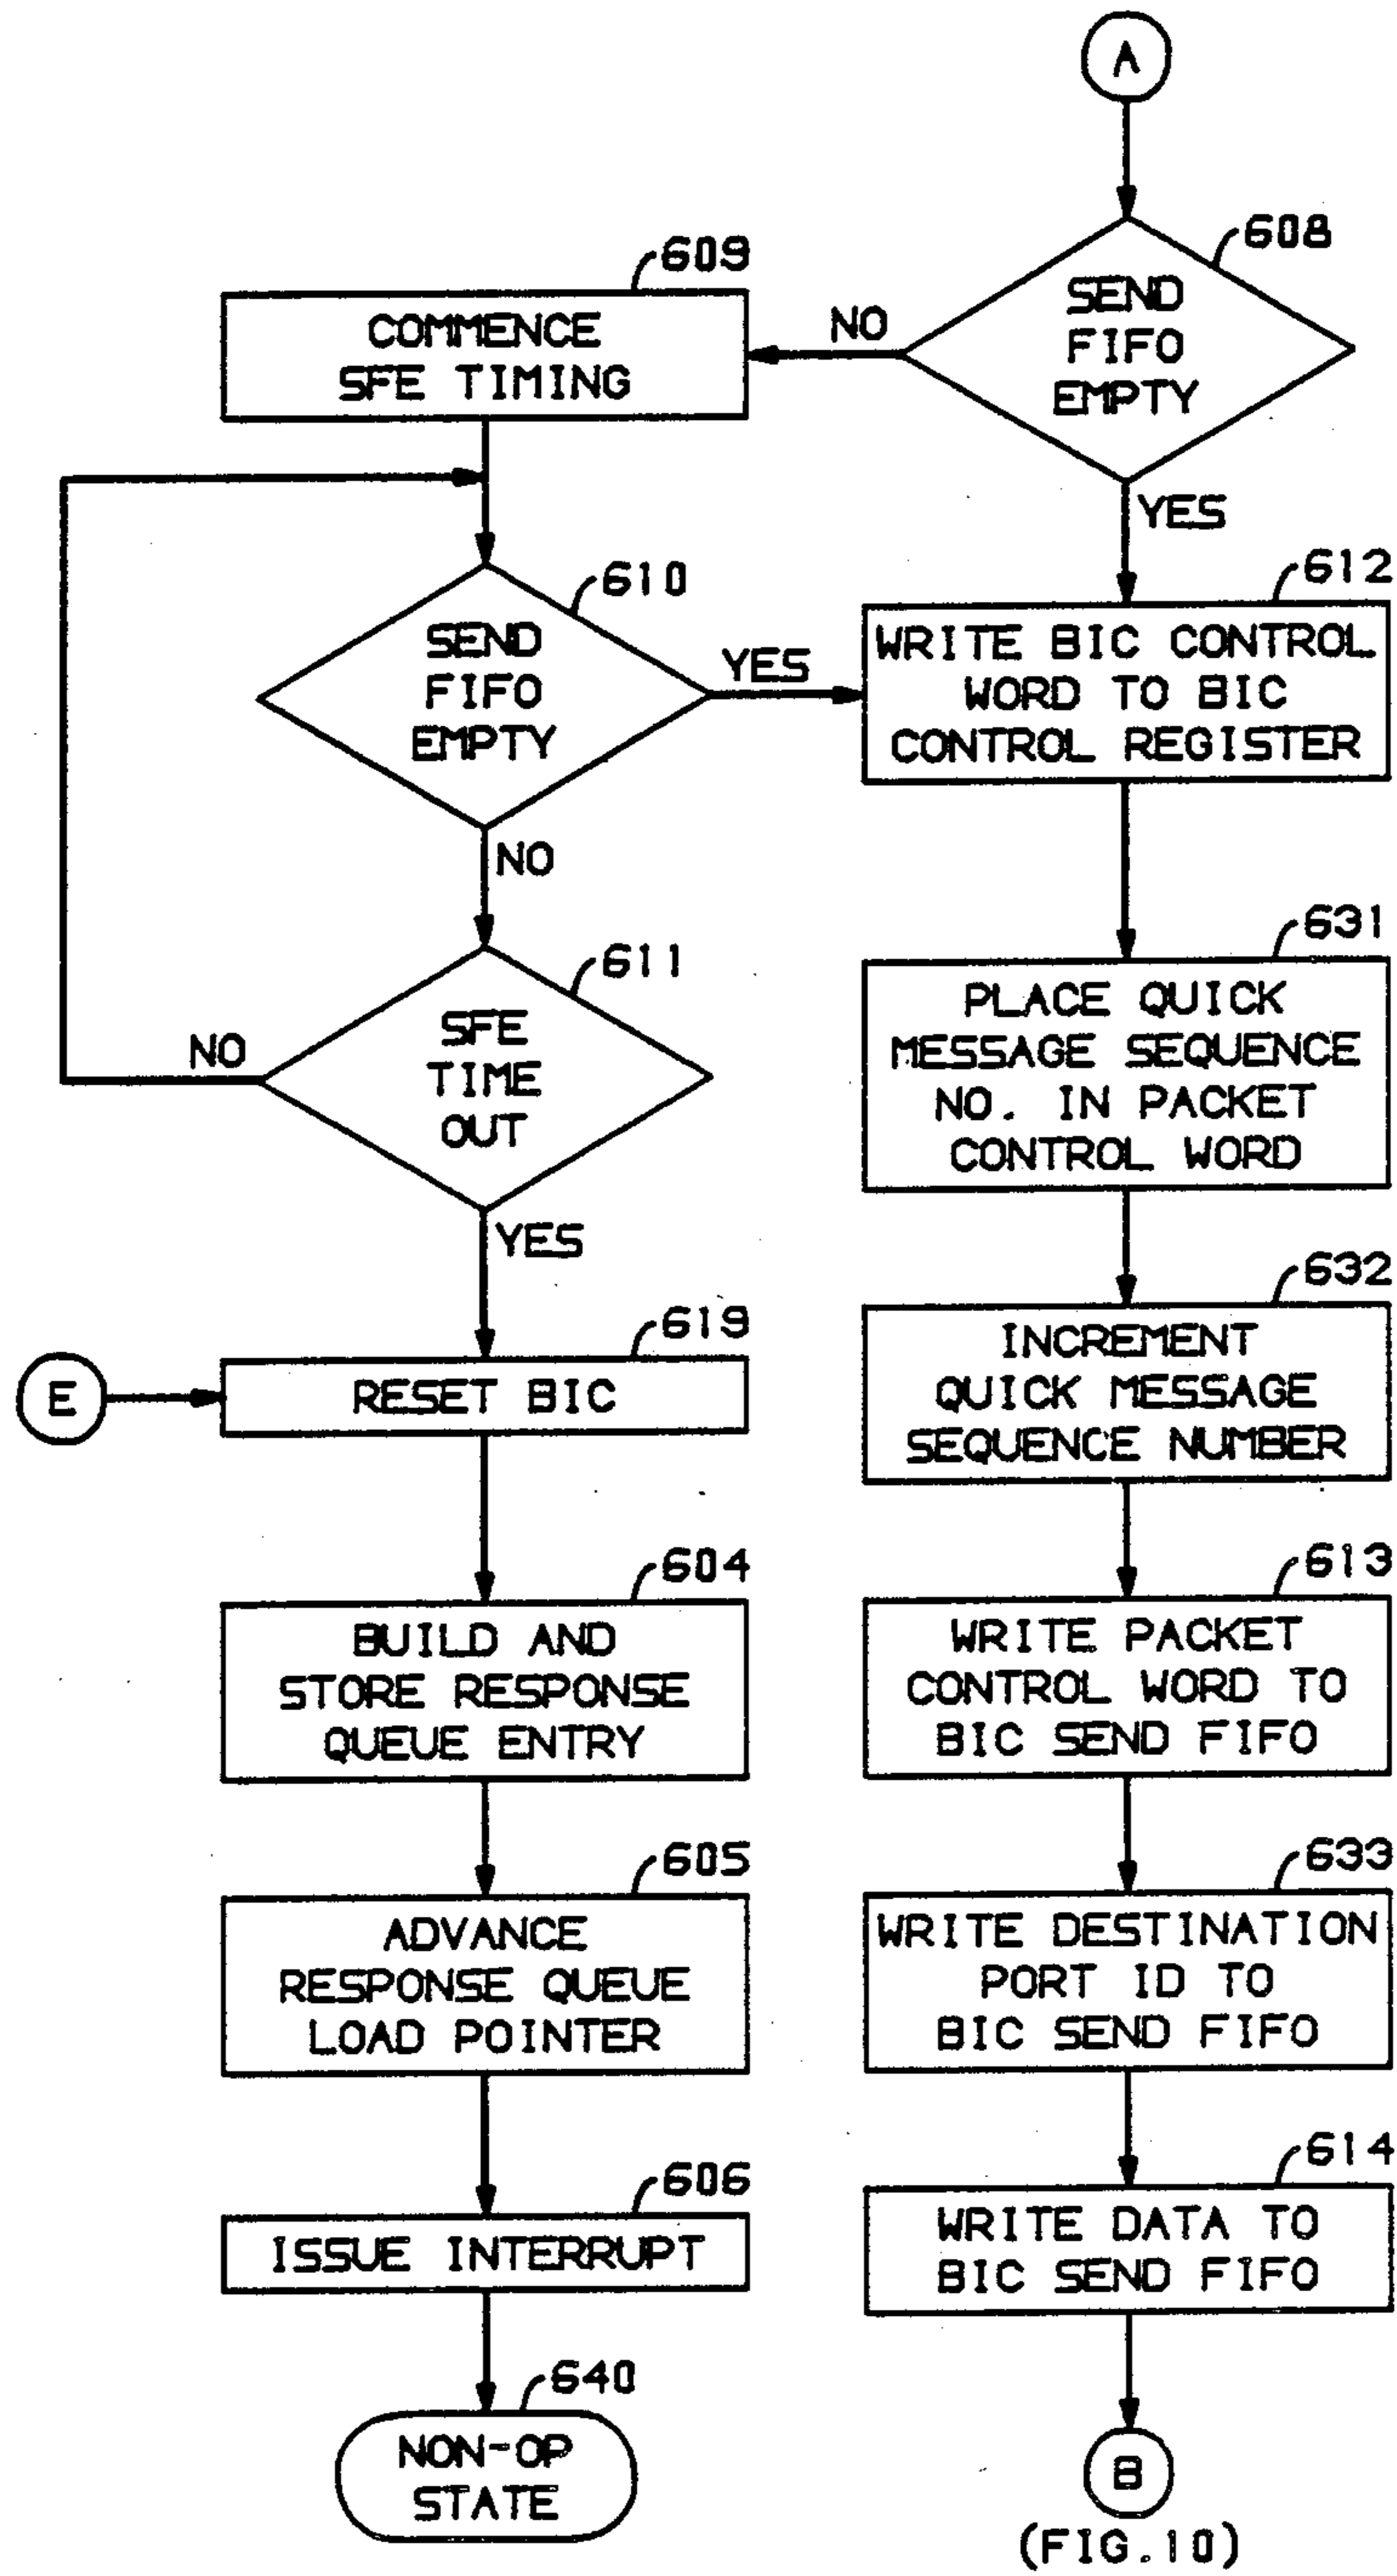 A
608
SEND
FIFO
EMPTY
NO
YES
609
COMMENCE
SFE TIMING
610
SEND
FIFO
EMPTY
YES
NO
611
SFE
TIME
OUT
NO
YES
E
619
RESET BIC
604
BUILD AND
STORE RESPONSE
QUEUE ENTRY
605
ADVANCE
RESPONSE QUEUE
LOAD POINTER
606
ISSUE INTERRUPT
640
NON-OP
STATE
612
WRITE BIC CONTROL
WORD TO BIC
CONTROL REGISTER
631
PLACE QUICK
MESSAGE SEQUENCE
NO. IN PACKET
CONTROL WORD
632
INCREMENT
QUICK MESSAGE
SEQUENCE NUMBER
613
WRITE PACKET
CONTROL WORD TO
BIC SEND FIFO
633
WRITE DESTINATION
PORT ID TO
BIC SEND FIFO
614
WRITE DATA TO
BIC SEND FIFO
B
(FIG.10)